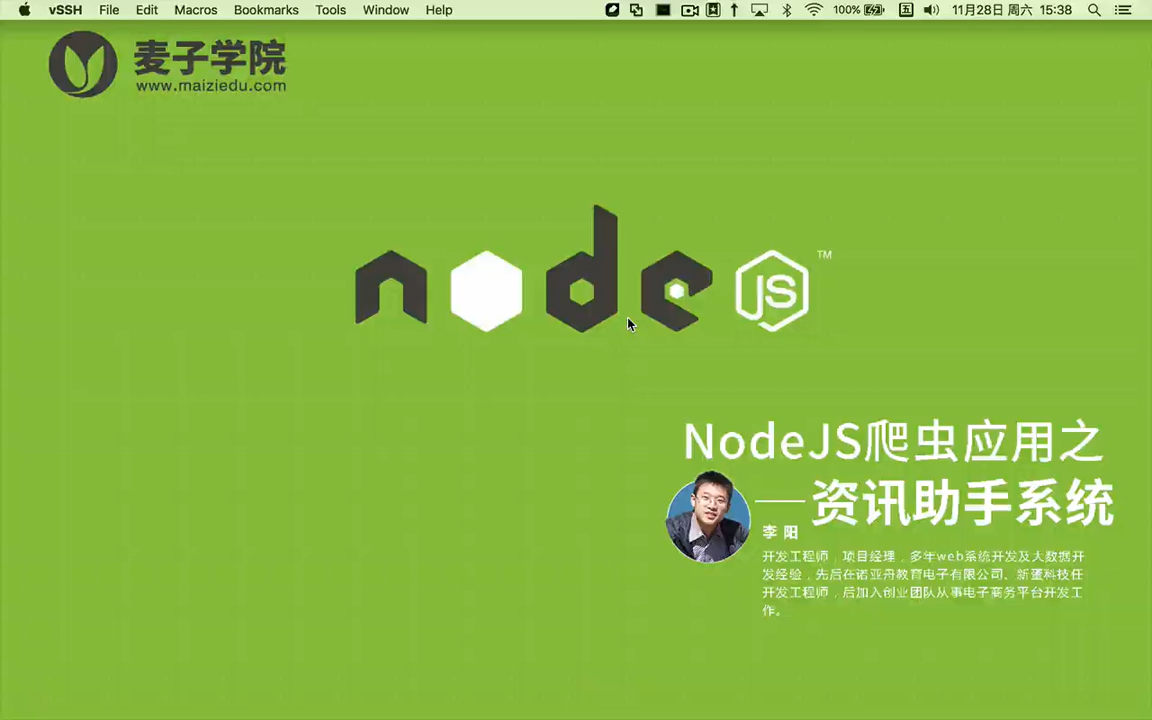 vSSH File Edit Macros Bookmarks Tools Window Help 100% 五 11月28日 周六 15:38
麦子学院
www.maiziedu.com
node JS TM
NodeJS爬虫应用之
——资讯助手系统
李 阳
开发工程师，项目经理，多年web系统开发及大数据开
发经验，先后在诺亚舟教育电子有限公司、新蛋科技任
开发工程师，后加入创业团队从事电子商务平台开发工
作。